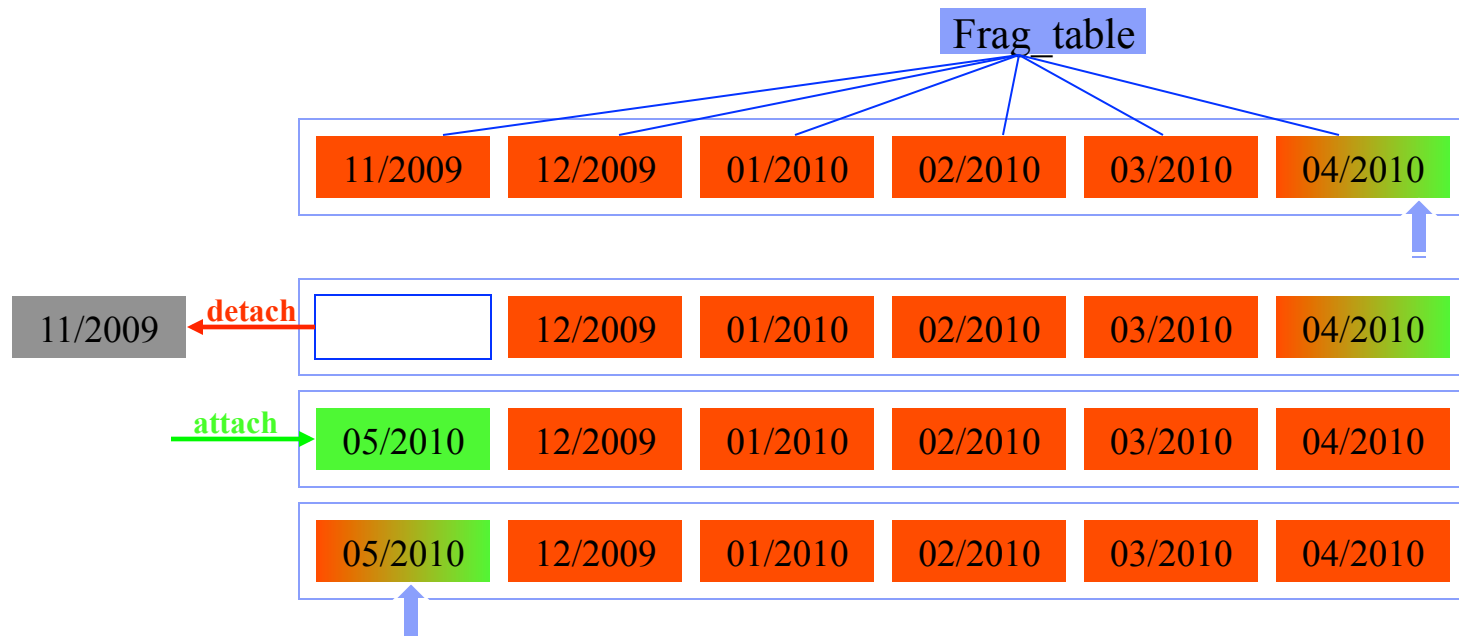 Frag_table
11/2009 12/2009 01/2010 02/2010 03/2010 04/2010
11/2009 detach 12/2009 01/2010 02/2010 03/2010 04/2010
attach 05/2010 12/2009 01/2010 02/2010 03/2010 04/2010
05/2010 12/2009 01/2010 02/2010 03/2010 04/2010